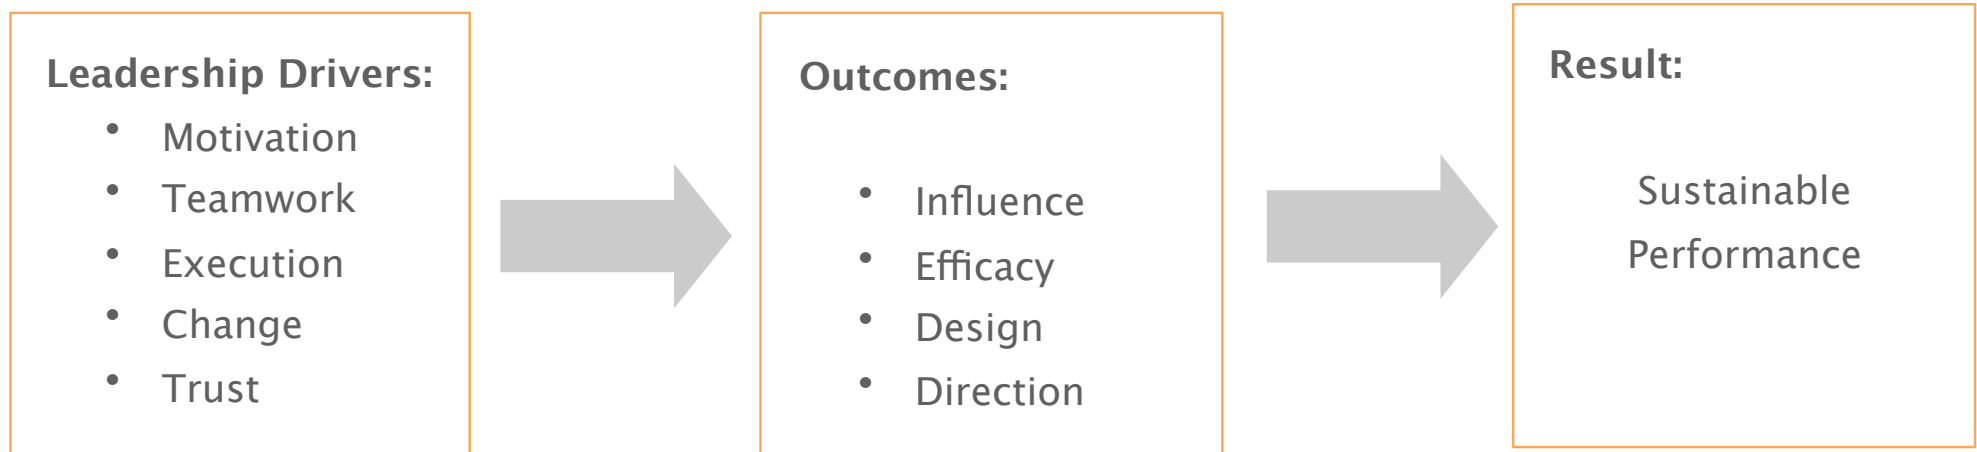 Leadership Drivers:
• Motivation
• Teamwork
• Execution
• Change
• Trust
Outcomes:
• Influence
• Efficacy
• Design
• Direction
Result:
Sustainable
Performance